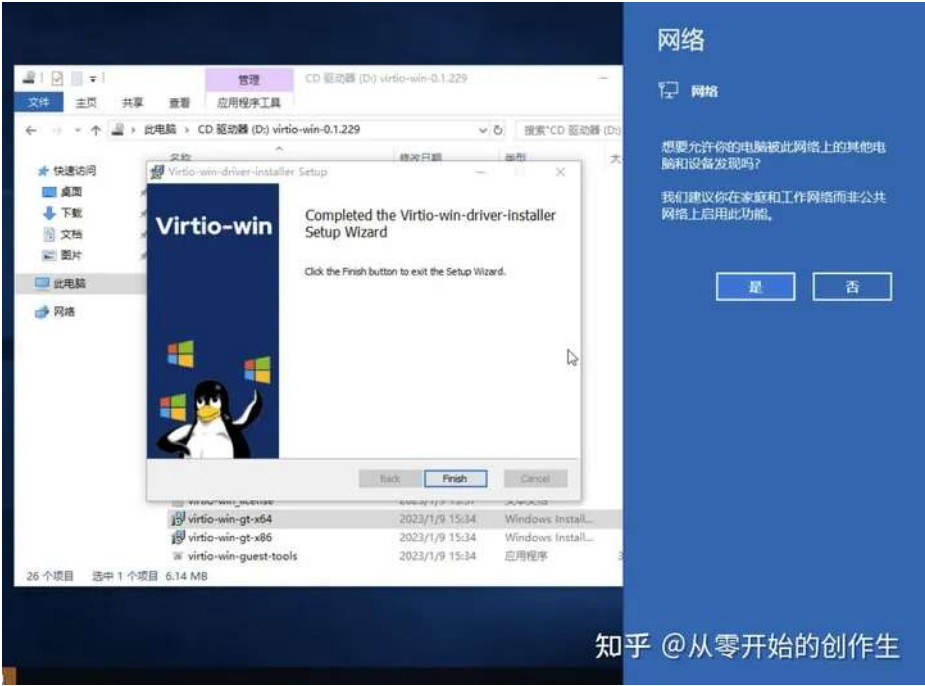 管理
CD 驱动器 (D:) virtio-win-0.1.229
文件 主页 共享 查看 应用程序工具
此电脑 › CD 驱动器 (D:) virtio-win-0.1.229
搜索"CD 驱动器 (D:)
名称 修改日期 类型 大
快速访问
桌面
下载
文档
图片
此电脑
网络
Virtio-win-driver-installer Setup
Virtio-win
Completed the Virtio-win-driver-installer
Setup Wizard
Click the Finish button to exit the Setup Wizard.
Back Finish Cancel
virtio-win_license
virtio-win-gt-x64 2023/1/9 15:34 Windows Install...
virtio-win-gt-x86 2023/1/9 15:34 Windows Install...
virtio-win-guest-tools 2023/1/9 15:34 应用程序 3
26 个项目 选中 1 个项目 6.14 MB
网络
网络
想要允许你的电脑被此网络上的其他电
脑和设备发现吗?
我们建议你在家庭和工作网络而非公共
网络上启用此功能。
是 否
知乎 @从零开始的创作生